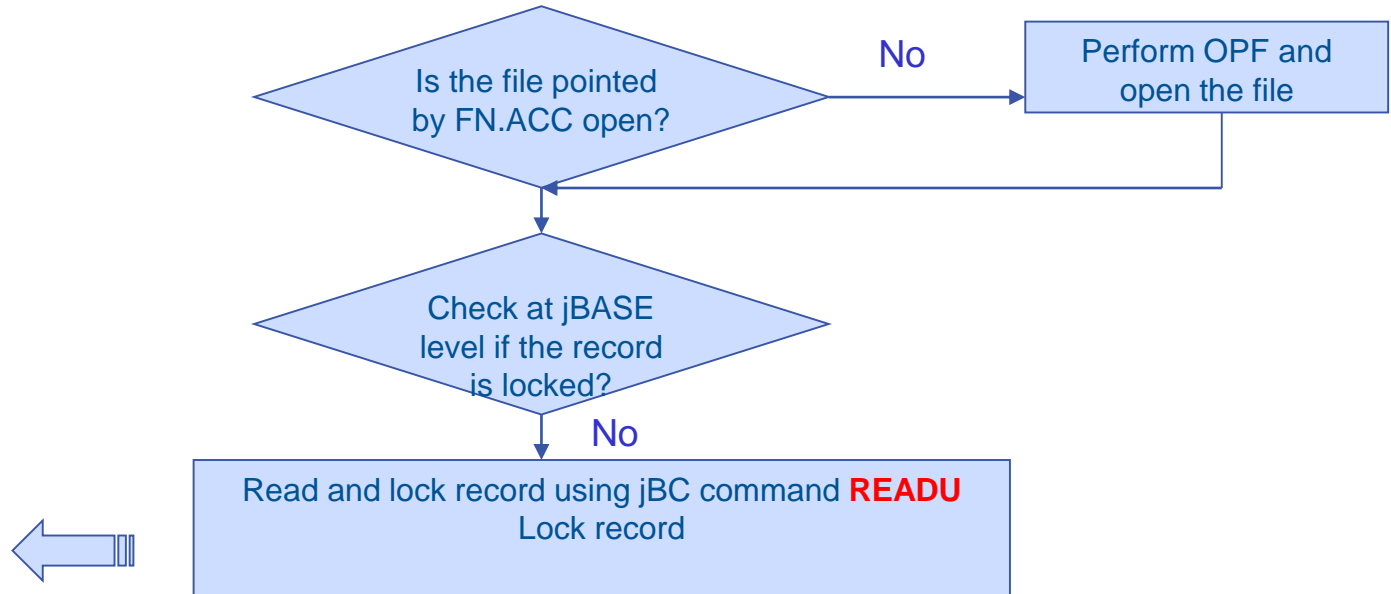 Is the file pointed
by FN.ACC open?
No
Perform OPF and
open the file
Check at jBASE
level if the record
is locked?
No
Read and lock record using jBC command READU
Lock record